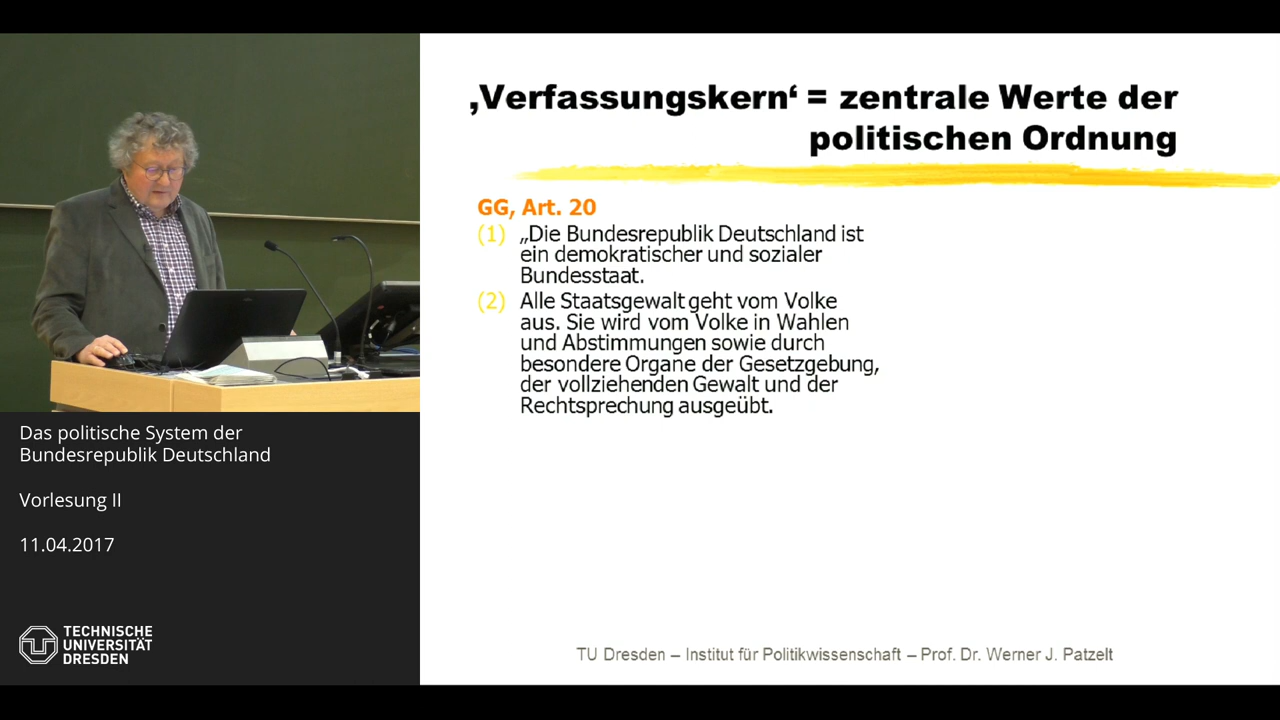 ‚Verfassungskern‘ = zentrale Werte der
politischen Ordnung
GG, Art. 20
(1) „Die Bundesrepublik Deutschland ist
ein demokratischer und sozialer
Bundesstaat.
(2) Alle Staatsgewalt geht vom Volke
aus. Sie wird vom Volke in Wahlen
und Abstimmungen sowie durch
besondere Organe der Gesetzgebung,
der vollziehenden Gewalt und der
Rechtsprechung ausgeübt.
TU Dresden – Institut für Politikwissenschaft – Prof. Dr. Werner J. Patzelt
Das politische System der
Bundesrepublik Deutschland
Vorlesung II
11.04.2017
TECHNISCHE
UNIVERSITÄT
DRESDEN